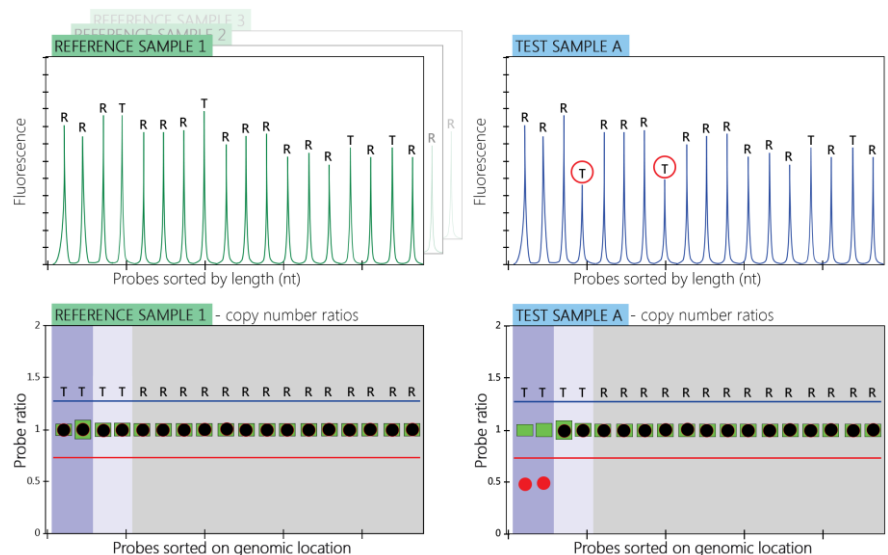 REFERENCE SAMPLE 3
REFERENCE SAMPLE 2
REFERENCE SAMPLE 1
Fluorescence
R R R T R R R T R R R R R R T R T R R R
Probes sorted by length (nt)
TEST SAMPLE A
Fluorescence
R R R T R R R T R R R R R R T R T R
Probes sorted by length (nt)
REFERENCE SAMPLE 1 - copy number ratios
Probe ratio
2
1.5
T T T T R R R R R R R R R R R R R R
1
0.5
0
Probes sorted on genomic location
TEST SAMPLE A - copy number ratios
Probe ratio
2
1.5
T T T T R R R R R R R R R R R R R R
1
0.5
0
Probes sorted on genomic location